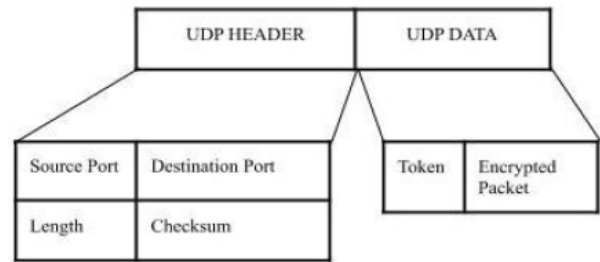 UDP HEADER UDP DATA
Source Port Destination Port Token Encrypted
Packet
Length Checksum